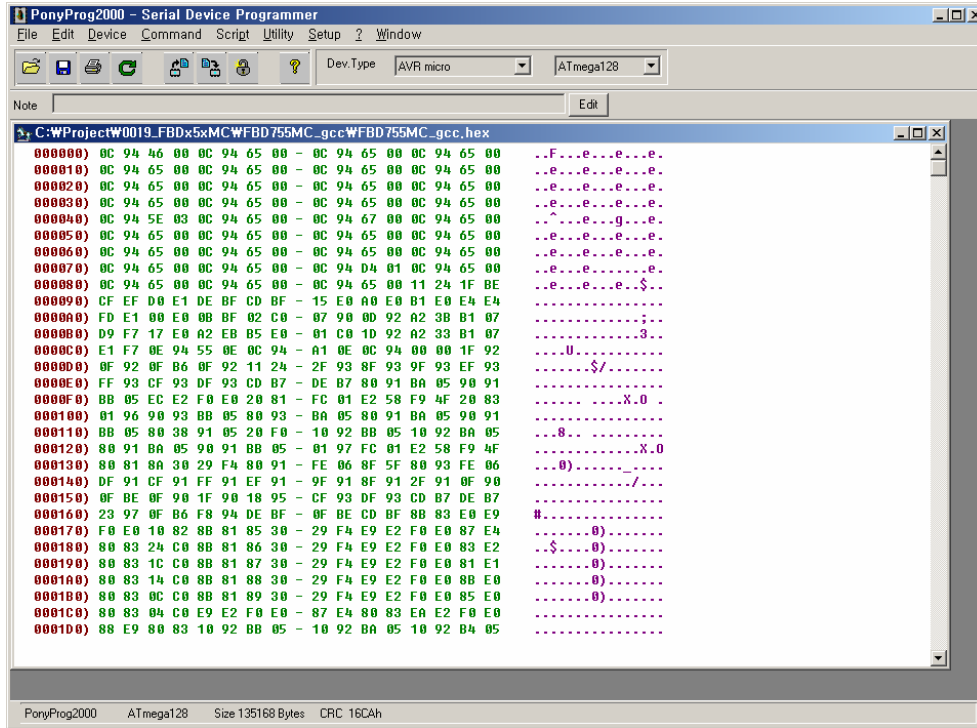 PonyProg2000 - Serial Device Programmer
File Edit Device Command Script Utility Setup ? Window
Dev.Type AVR micro ATmega128
Note Edit
C:₩Project₩0019_FBDx5xMC₩FBD755MC_gcc₩FBD755MC_gcc.hex
000000) 0C 94 46 00 0C 94 65 00 - 0C 94 65 00 0C 94 65 00 ..F...e...e...e.
000010) 0C 94 65 00 0C 94 65 00 - 0C 94 65 00 0C 94 65 00 ..e...e...e...e.
000020) 0C 94 65 00 0C 94 65 00 - 0C 94 65 00 0C 94 65 00 ..e...e...e...e.
000030) 0C 94 65 00 0C 94 65 00 - 0C 94 65 00 0C 94 65 00 ..e...e...e...e.
000040) 0C 94 5E 03 0C 94 65 00 - 0C 94 67 00 0C 94 65 00 ..^...e...g...e.
000050) 0C 94 65 00 0C 94 65 00 - 0C 94 65 00 0C 94 65 00 ..e...e...e...e.
000060) 0C 94 65 00 0C 94 65 00 - 0C 94 65 00 0C 94 65 00 ..e...e...e...e.
000070) 0C 94 65 00 0C 94 65 00 - 0C 94 D4 01 0C 94 65 00 ..e...e.......e.
000080) 0C 94 65 00 0C 94 65 00 - 0C 94 65 00 11 24 1F BE ..e...e...e..$..
000090) CF EF D0 E1 DE BF CD BF - 15 E0 A0 E0 B1 E0 E4 E4 ................
0000A0) FD E1 00 E0 0B BF 02 C0 - 07 90 0D 92 A2 3B B1 07 .............;..
0000B0) D9 F7 17 E0 A2 EB B5 E0 - 01 C0 1D 92 A2 33 B1 07 .............3..
0000C0) E1 F7 0E 94 55 0E 0C 94 - A1 0E 0C 94 00 00 1F 92 ....U...........
0000D0) 0F 92 0F B6 0F 92 11 24 - 2F 93 8F 93 9F 93 EF 93 .......$/.......
0000E0) FF 93 CF 93 DF 93 CD B7 - DE B7 80 91 BA 05 90 91 ................
0000F0) BB 05 EC E2 F0 E0 20 81 - FC 01 E2 58 F9 4F 20 83 ...... ....X.O .
000100) 01 96 90 93 BB 05 80 93 - BA 05 80 91 BA 05 90 91 ................
000110) BB 05 80 38 91 05 20 F0 - 10 92 BB 05 10 92 BA 05 ...8.. .........
000120) 80 91 BA 05 90 91 BB 05 - 01 97 FC 01 E2 58 F9 4F .............X.O
000130) 80 81 8A 30 29 F4 80 91 - FE 06 8F 5F 80 93 FE 06 ...0)......_....
000140) DF 91 CF 91 FF 91 EF 91 - 9F 91 8F 91 2F 91 0F 90 ............/...
000150) 0F BE 0F 90 1F 90 18 95 - CF 93 DF 93 CD B7 DE B7 ................
000160) 23 97 0F B6 F8 94 DE BF - 0F BE CD BF 8B 83 E0 E9 #...............
000170) F0 E0 10 82 8B 81 85 30 - 29 F4 E9 E2 F0 E0 87 E4 .......0).......
000180) 80 83 24 C0 8B 81 86 30 - 29 F4 E9 E2 F0 E0 83 E2 ..$....0).......
000190) 80 83 1C C0 8B 81 87 30 - 29 F4 E9 E2 F0 E0 81 E1 .......0).......
0001A0) 80 83 14 C0 8B 81 88 30 - 29 F4 E9 E2 F0 E0 8B E0 .......0).......
0001B0) 80 83 0C C0 8B 81 89 30 - 29 F4 E9 E2 F0 E0 85 E0 .......0).......
0001C0) 80 83 04 C0 E9 E2 F0 E0 - 87 E4 80 83 EA E2 F0 E0 ................
0001D0) 88 E9 80 83 10 92 BB 05 - 10 92 BA 05 10 92 B4 05 ................
PonyProg2000 ATmega128 Size 135168 Bytes CRC 16CAh